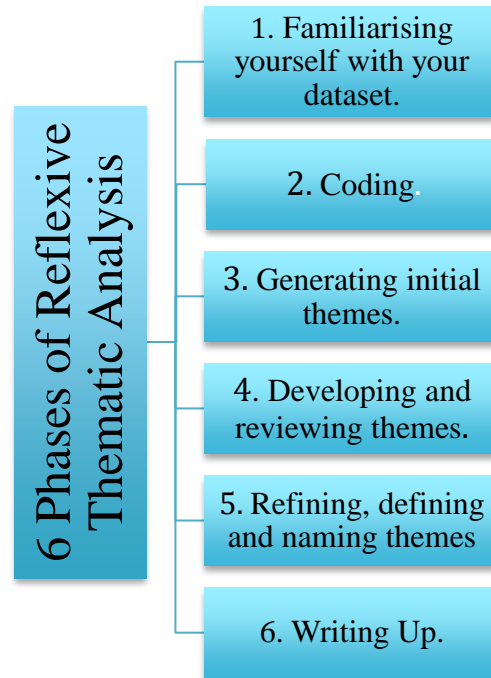 6 Phases of Reflexive
Thematic Analysis
1. Familiarising
yourself with your
dataset.
2. Coding.
3. Generating initial
themes.
4. Developing and
reviewing themes.
5. Refining, defining
and naming themes
6. Writing Up.